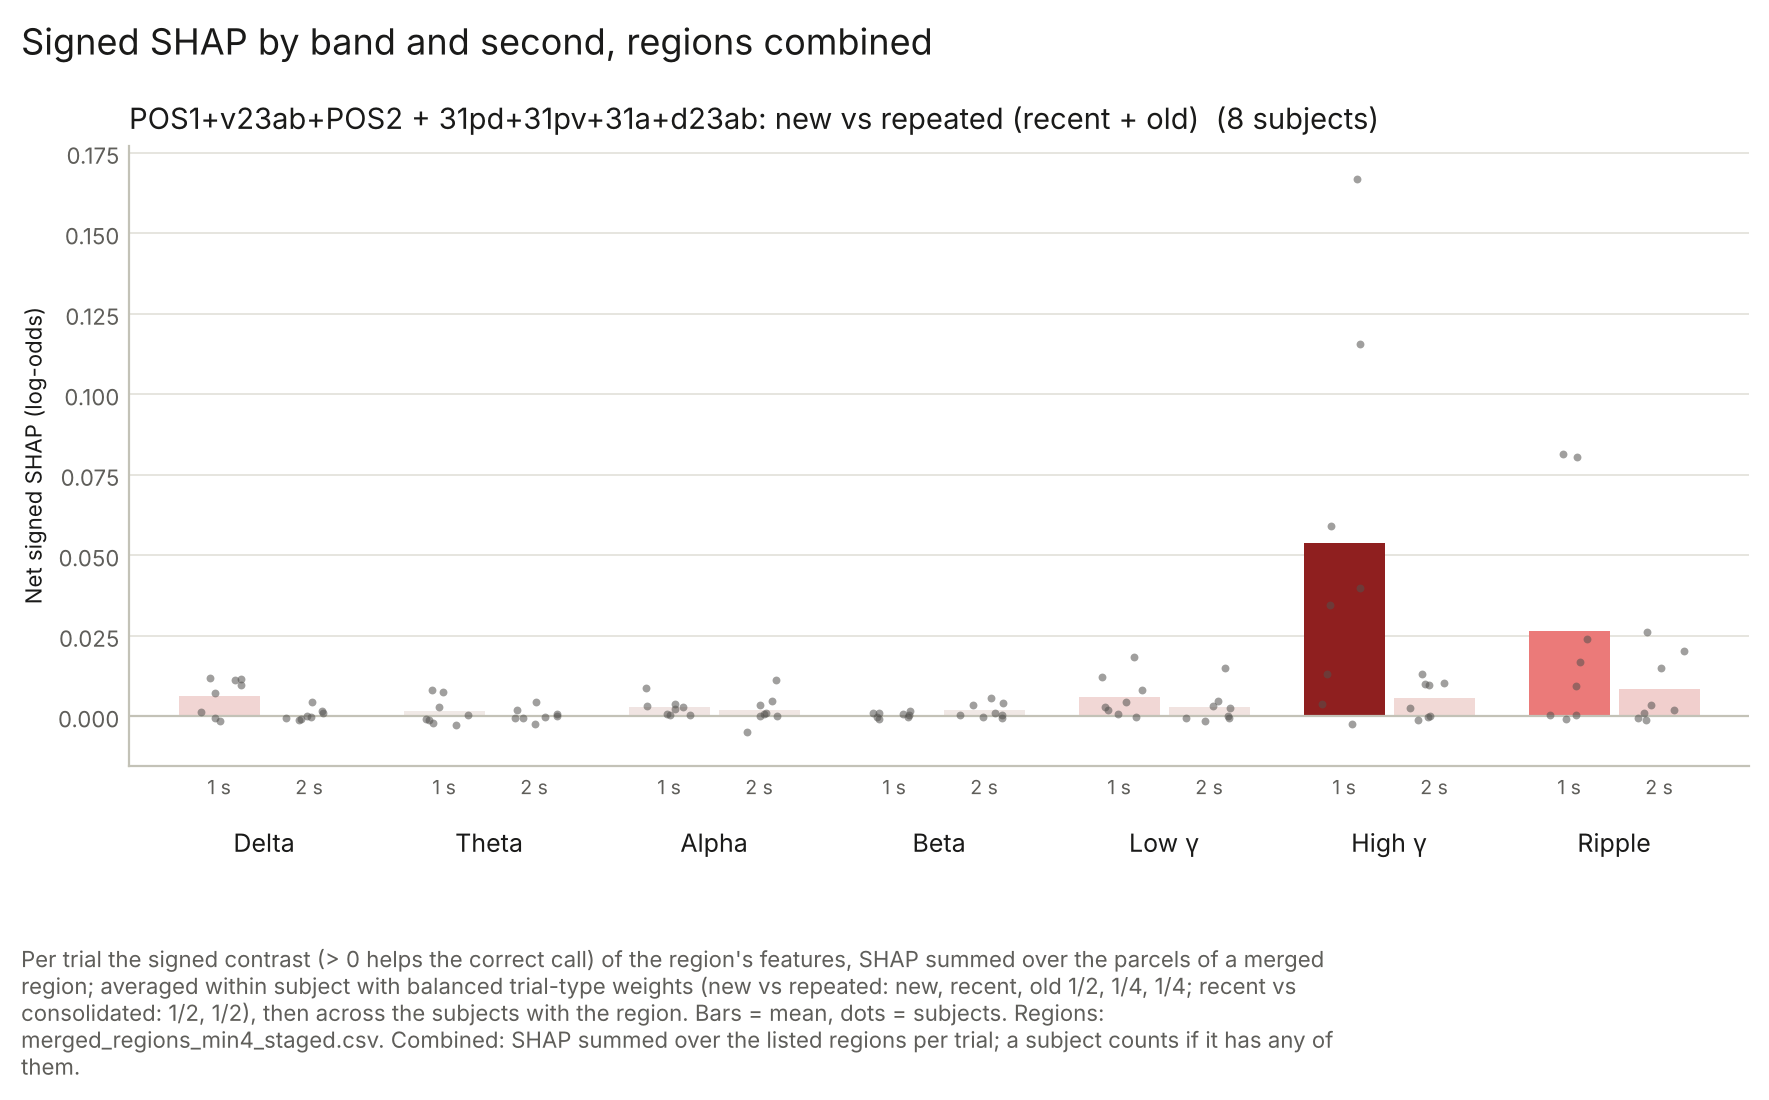 Signed SHAP by band and second, regions combined
POS1+v23ab+POS2 + 31pd+31pv+31a+d23ab: new vs repeated (recent + old)  (8 subjects)
Net signed SHAP (log-odds)
0.175
0.150
0.125
0.100
0.075
0.050
0.025
0.000
1 s 2 s 1 s 2 s 1 s 2 s 1 s 2 s 1 s 2 s 1 s 2 s 1 s 2 s
Delta Theta Alpha Beta Low γ High γ Ripple
Per trial the signed contrast (> 0 helps the correct call) of the region's features, SHAP summed over the parcels of a merged
region; averaged within subject with balanced trial-type weights (new vs repeated: new, recent, old 1/2, 1/4, 1/4; recent vs
consolidated: 1/2, 1/2), then across the subjects with the region. Bars = mean, dots = subjects. Regions:
merged_regions_min4_staged.csv. Combined: SHAP summed over the listed regions per trial; a subject counts if it has any of
them.